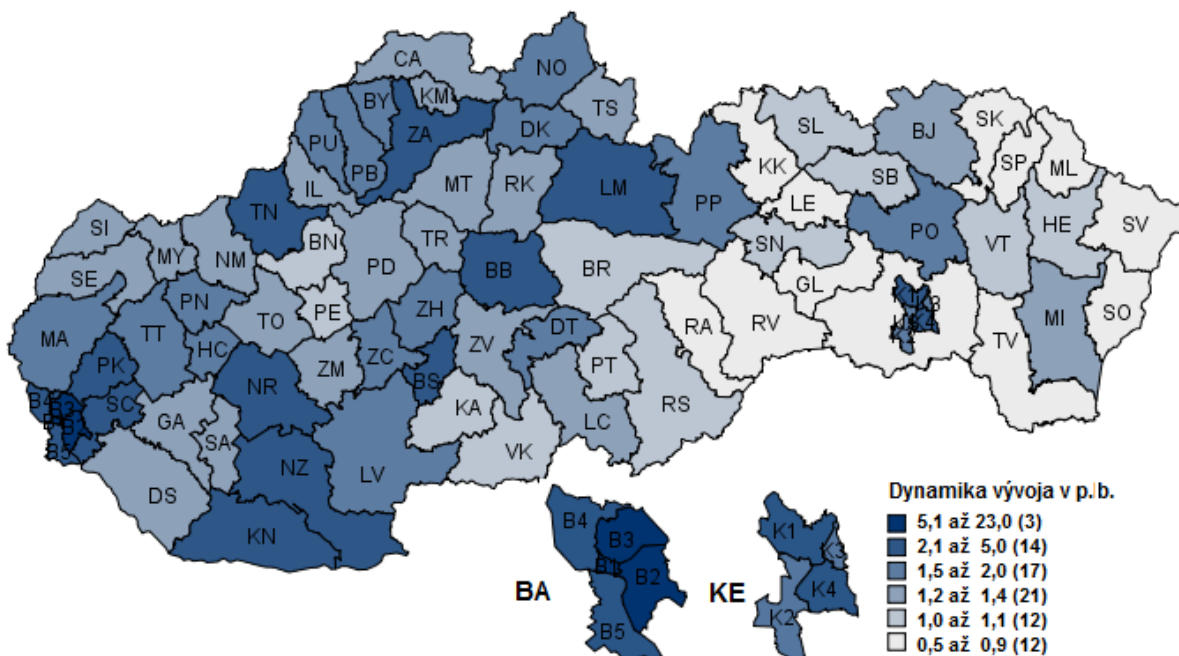 CA
NO
KM
BY
TS
PU
ZA
DK
PB
IL
MT
RK
LM
PP
KK
SL
SB
BJ
SK
SP
ML
LE
PO
VT
HE
SV
TN
SI
MY
NM
BN
PD
TR
BB
BR
SN
GL
SE
PN
TO
PE
ZH
DT
RA
RV
K1
K3
K4
TV
MI
SO
MA
TT
HC
ZM
ZC
BS
ZV
PT
PK
NR
KA
LC
RS
B4
B3
SC
GA
SA
B5
DS
NZ
LV
VK
KN
B4
B3
B1
B2
B5
BA
K1
K3
K4
K2
KE
Dynamika vývoja v p.b.
5,1 až 23,0 (3)
2,1 až 5,0 (14)
1,5 až 2,0 (17)
1,2 až 1,4 (21)
1,0 až 1,1 (12)
0,5 až 0,9 (12)